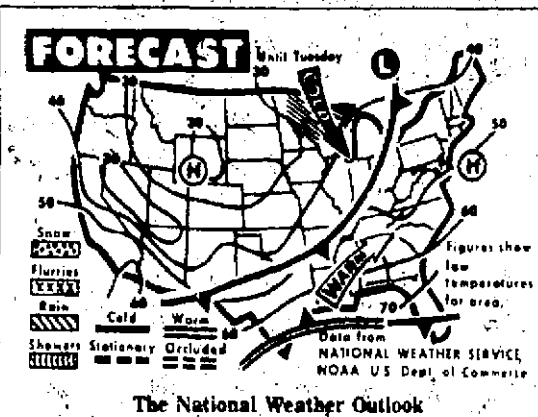 FORECAST
Until Tuesday
L
30
30
40
40
COLD
30
H
50
H
30
50
60
60
60
70
WARM
Snow
Flurries
Rain
Showers
Cold
Warm
Stationary
Occluded
Figures show
low
temperatures
for area.
Data from
NATIONAL WEATHER SERVICE,
NOAA US Dept. of Commerce
The National Weather Outlook